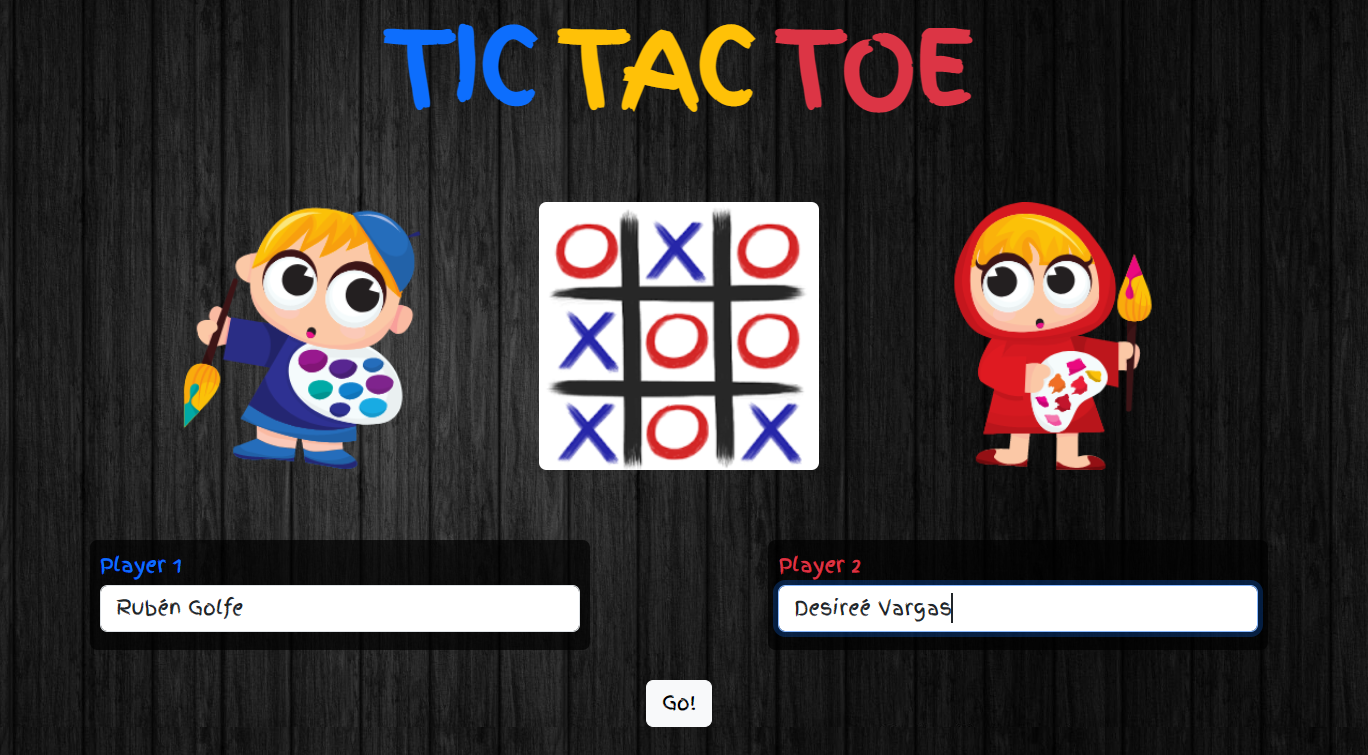 TIC TAC TOE
O X O
X O O
X O X
Player 1
Rubén Golfe
Player 2
Desireé Vargas
Go!